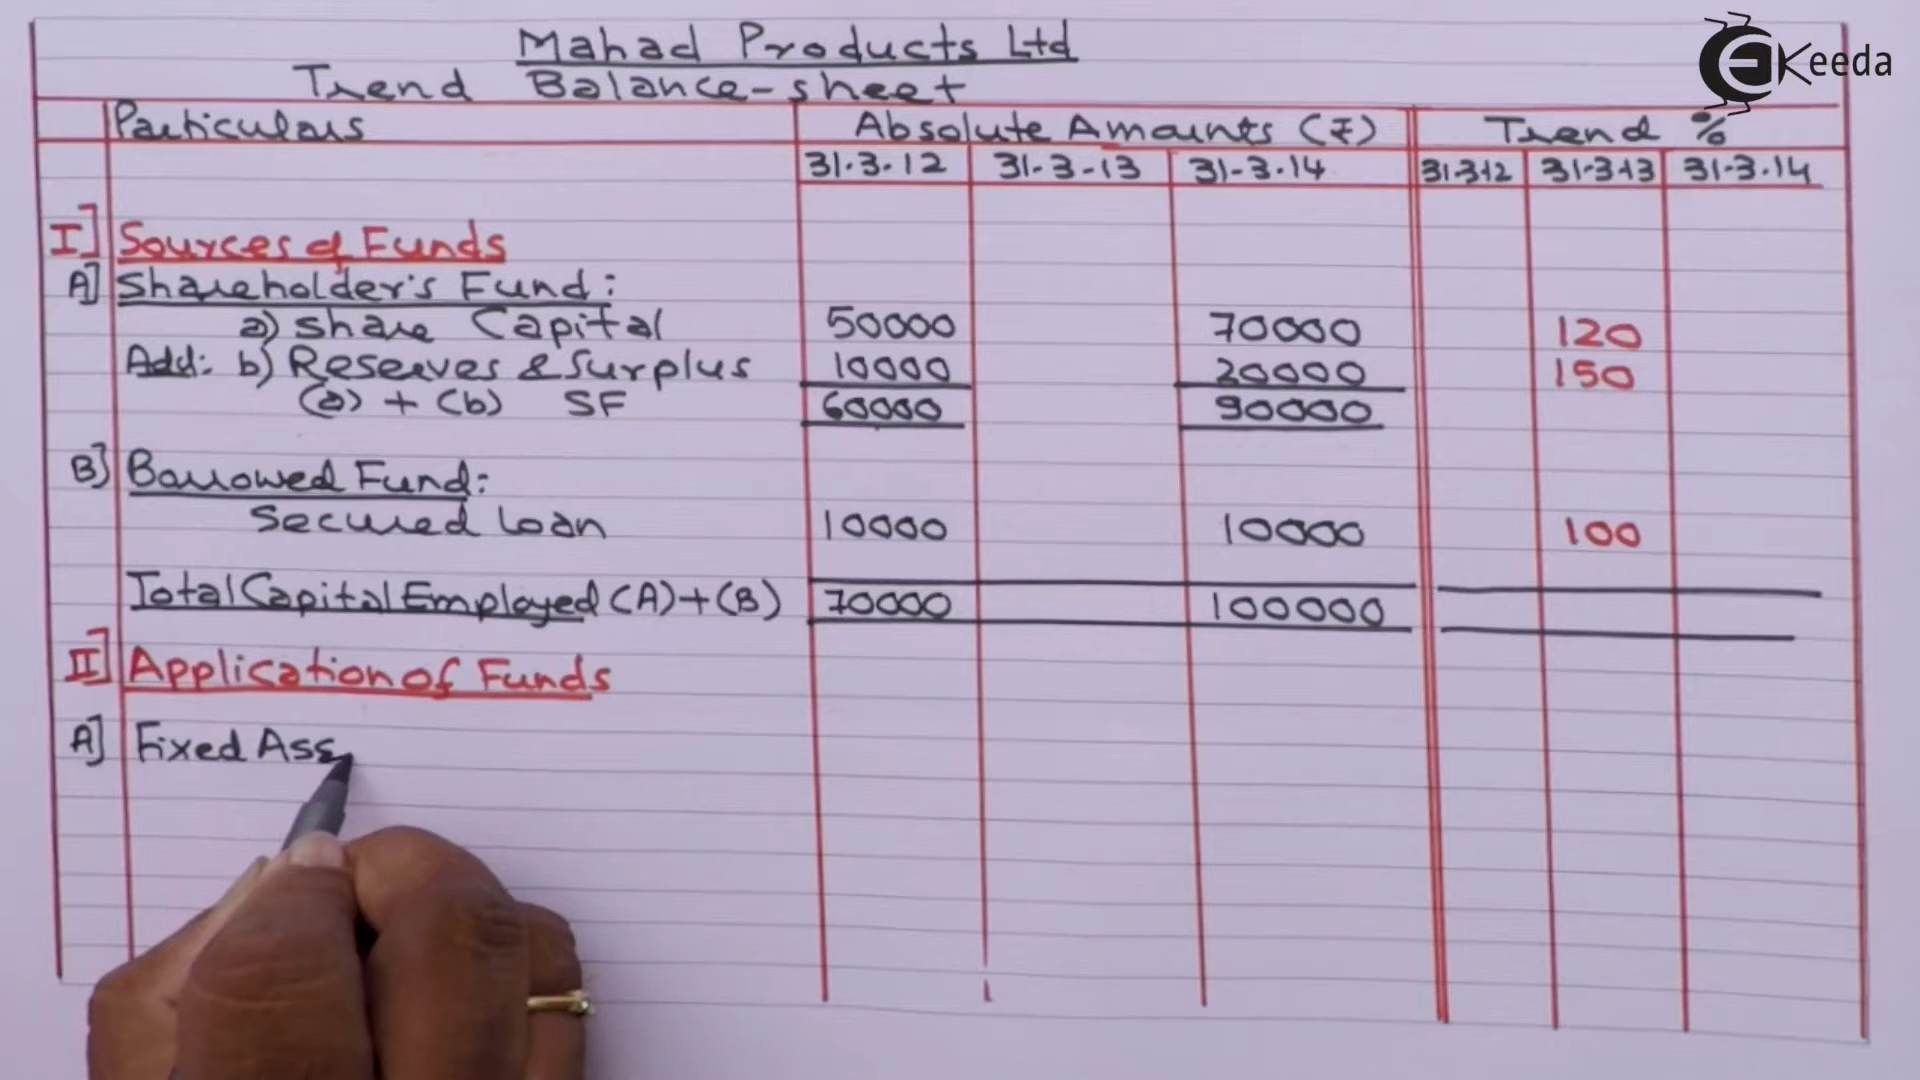 Mahad Products Ltd
Trend Balance-sheet
Keeda
Particulars Absolute Amounts (₹) Trend %
31.3.12 31-3-13 31-3.14 31-3-12 31-3-13 31-3.14
I] Sources of Funds
A] Shareholder's Fund:
a) Share Capital 50000 70000 120
Add: b) Reserves & Surplus 10000 20000 150
(a) + (b) SF 60000 90000
B] Borrowed Fund:
Secured Loan 10000 10000 100
Total Capital Employed (A)+(B) 70000 100000
II] Application of Funds
A] Fixed Asse